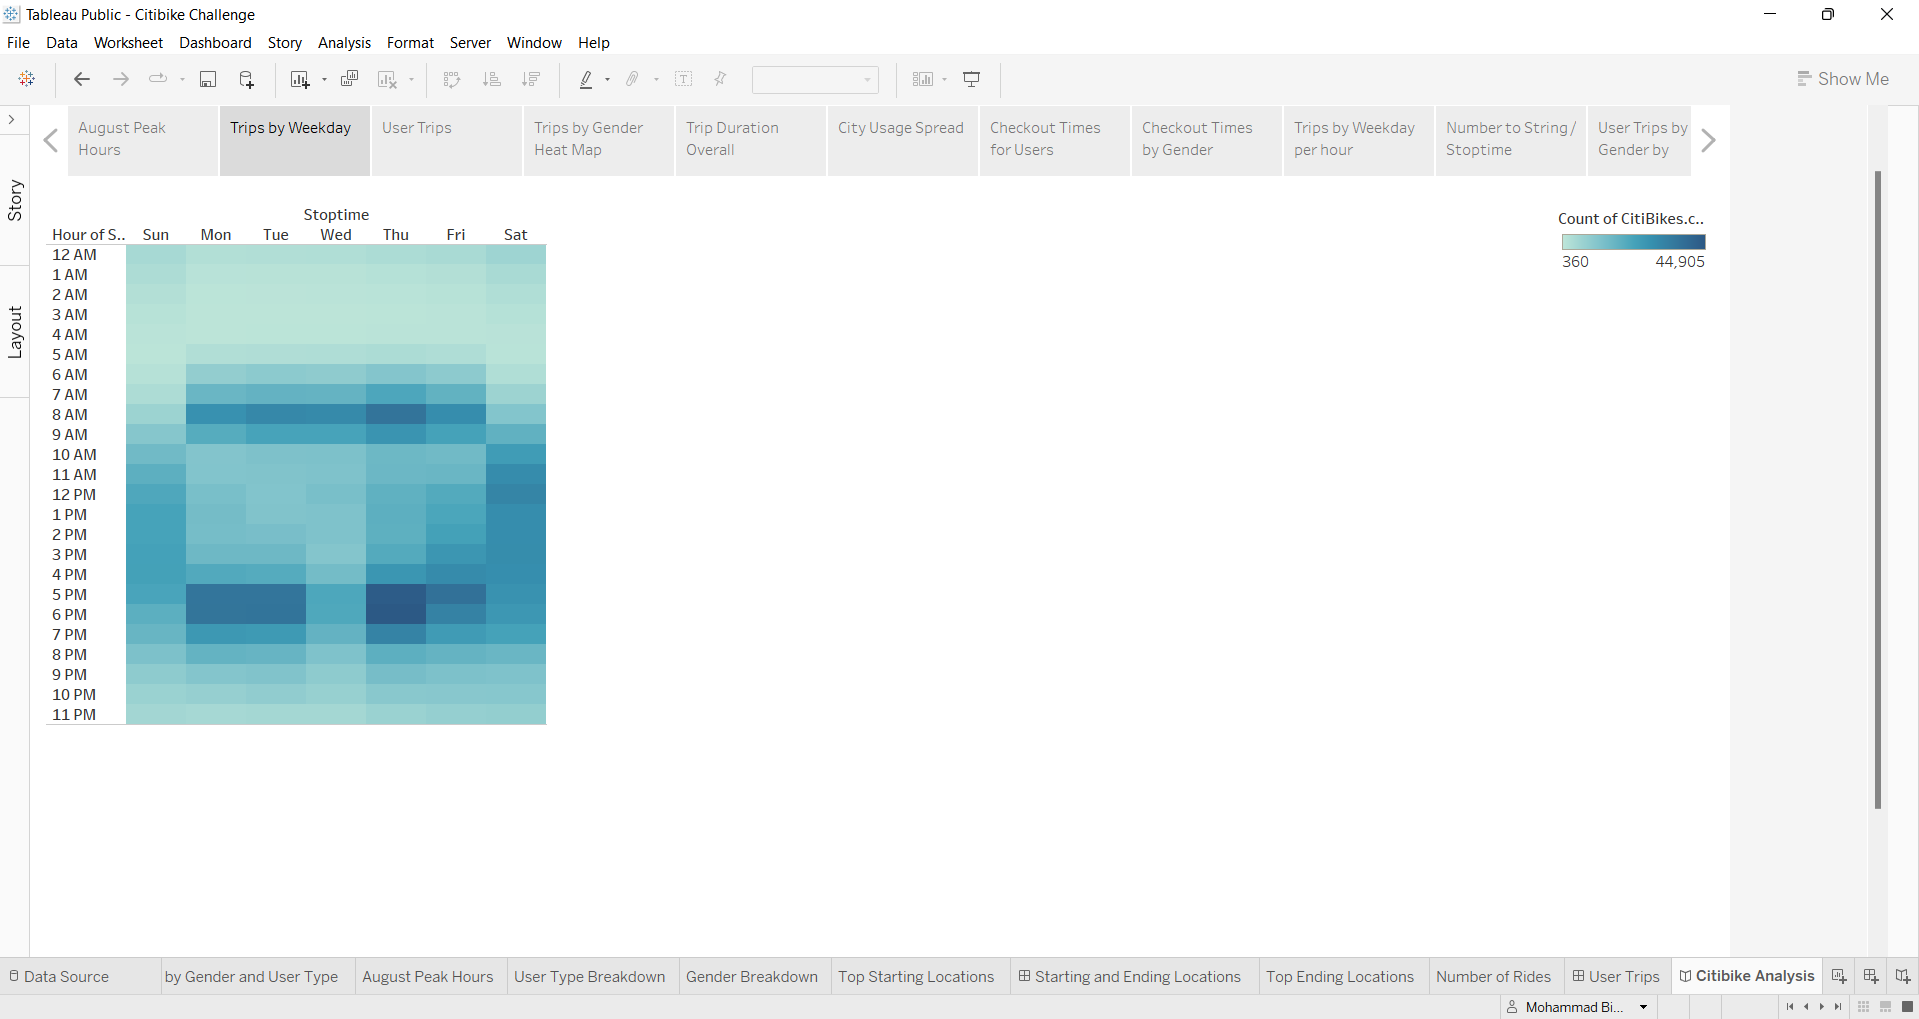 Tableau Public - Citibike Challenge
File Data Worksheet Dashboard Story Analysis Format Server Window Help
Show Me
August Peak Hours
Trips by Weekday
User Trips
Trips by Gender Heat Map
Trip Duration Overall
City Usage Spread
Checkout Times for Users
Checkout Times by Gender
Trips by Weekday per hour
Number to String / Stoptime
User Trips by Gender by
Story
Layout
Stoptime
Hour of S.. Sun Mon Tue Wed Thu Fri Sat
12 AM
1 AM
2 AM
3 AM
4 AM
5 AM
6 AM
7 AM
8 AM
9 AM
10 AM
11 AM
12 PM
1 PM
2 PM
3 PM
4 PM
5 PM
6 PM
7 PM
8 PM
9 PM
10 PM
11 PM
Count of CitiBikes.c..
360 44,905
Data Source by Gender and User Type August Peak Hours User Type Breakdown Gender Breakdown Top Starting Locations Starting and Ending Locations Top Ending Locations Number of Rides User Trips Citibike Analysis
Mohammad Bi...